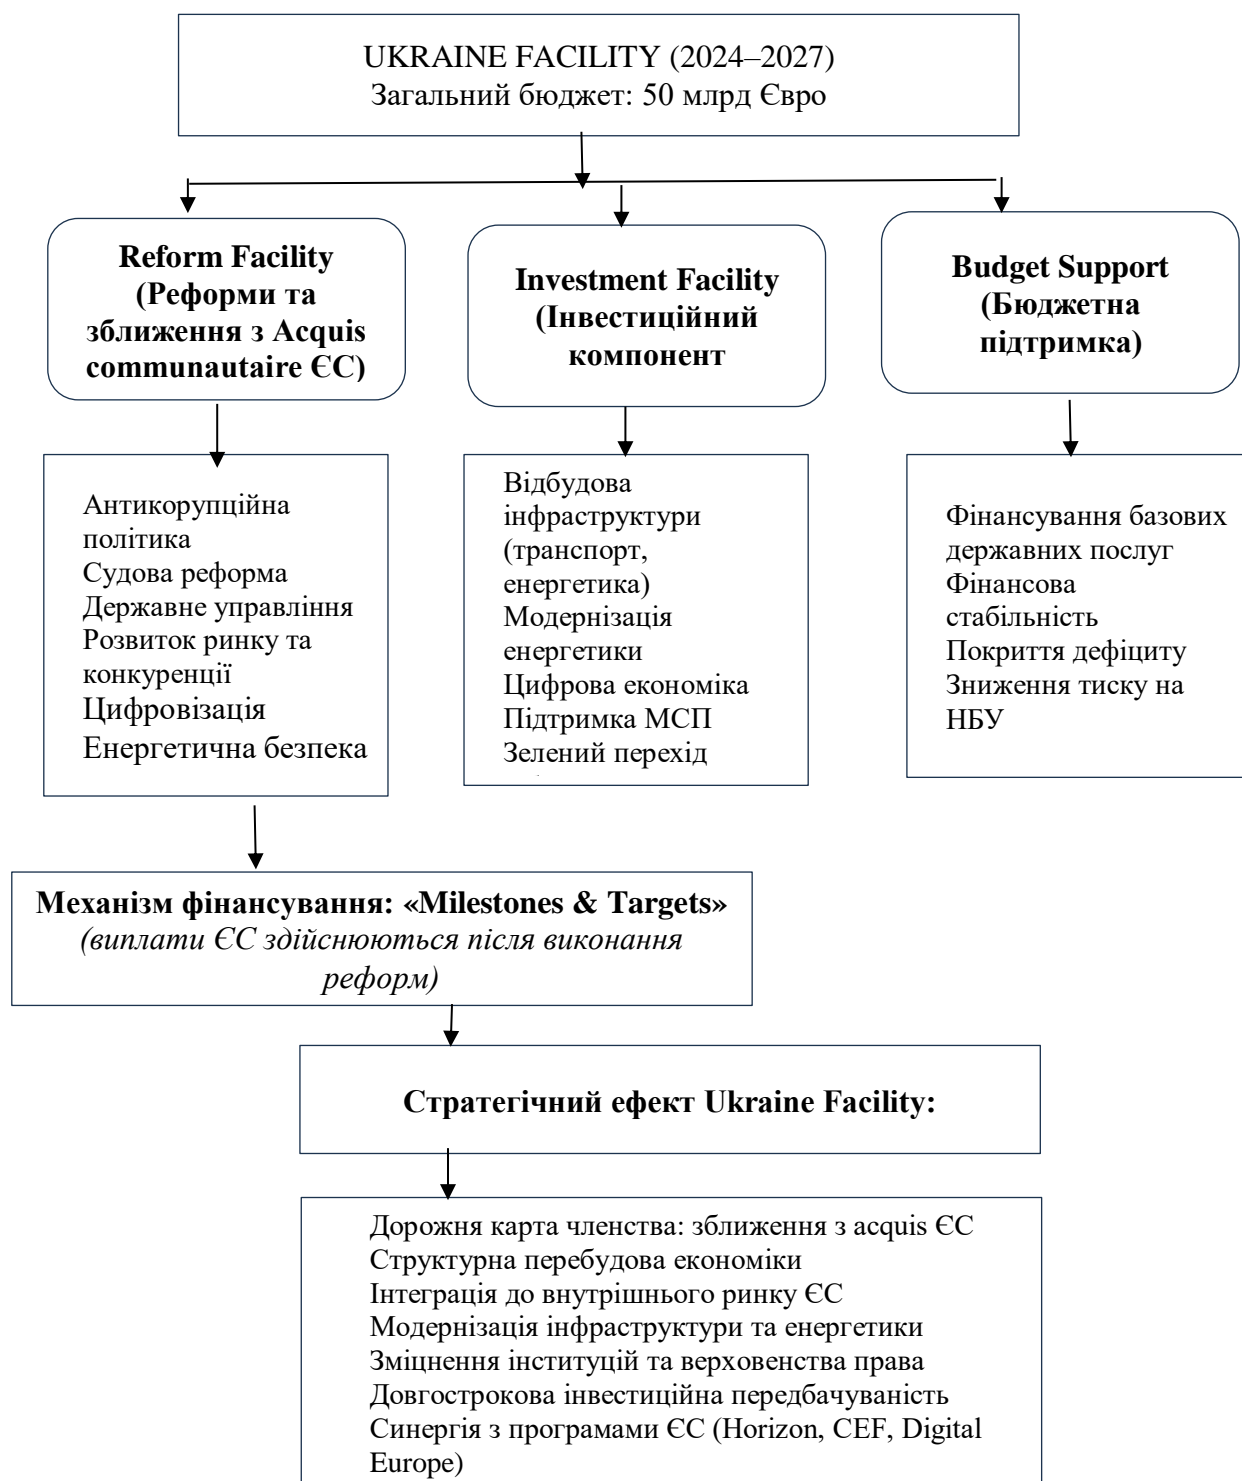 UKRAINE FACILITY (2024–2027)
Загальний бюджет: 50 млрд Євро
Reform Facility
(Реформи та
зближення з Acquis
communautaire ЄС)
Investment Facility
(Інвестиційний
компонент
Budget Support
(Бюджетна
підтримка)
Антикорупційна
політика
Судова реформа
Державне управління
Розвиток ринку та
конкуренції
Цифровізація
Енергетична безпека
Відбудова
інфраструктури
(транспорт,
енергетика)
Модернізація
енергетики
Цифрова економіка
Підтримка МСП
Зелений перехід
Фінансування базових
державних послуг
Фінансова
стабільність
Покриття дефіциту
Зниження тиску на
НБУ
Механізм фінансування: «Milestones & Targets»
(виплати ЄС здійснюються після виконання
реформ)
Стратегічний ефект Ukraine Facility:
Дорожня карта членства: зближення з acquis ЄС
Структурна перебудова економіки
Інтеграція до внутрішнього ринку ЄС
Модернізація інфраструктури та енергетики
Зміцнення інституцій та верховенства права
Довгострокова інвестиційна передбачуваність
Синергія з програмами ЄС (Horizon, CEF, Digital
Europe)